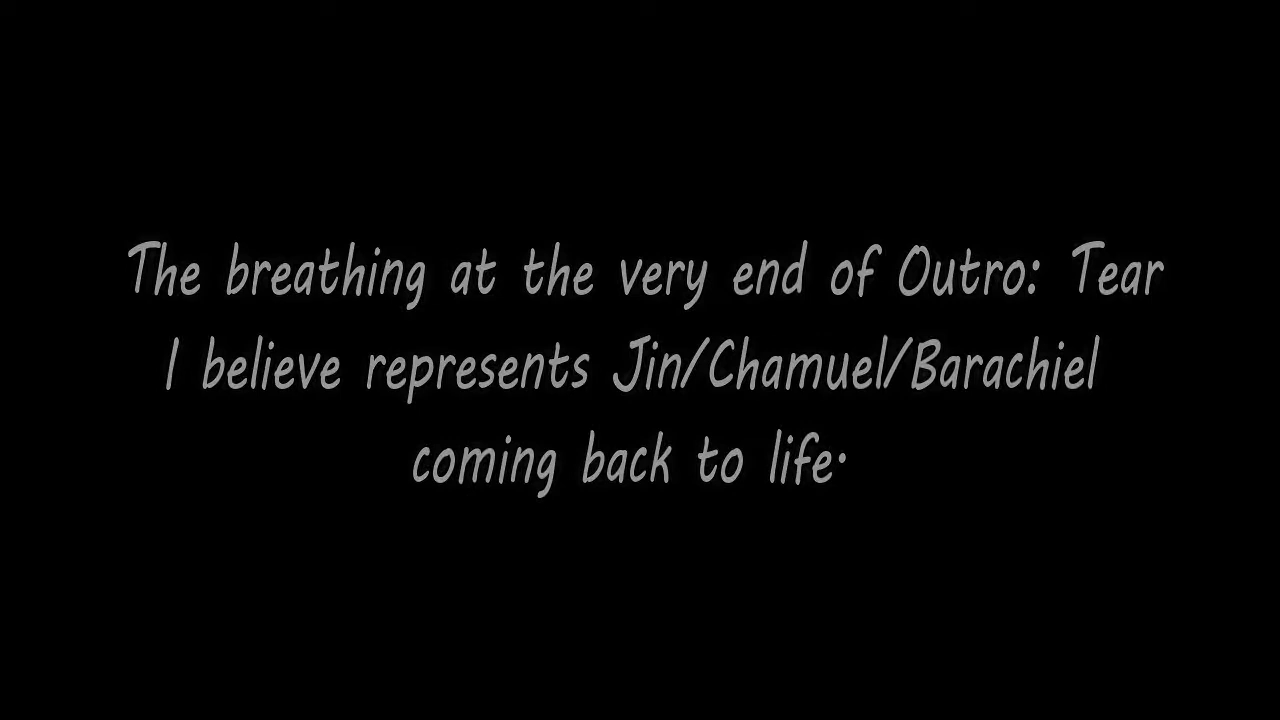 The breathing at the very end of Outro: Tear
I believe represents Jin/Chamuel/Barachiel
coming back to life.